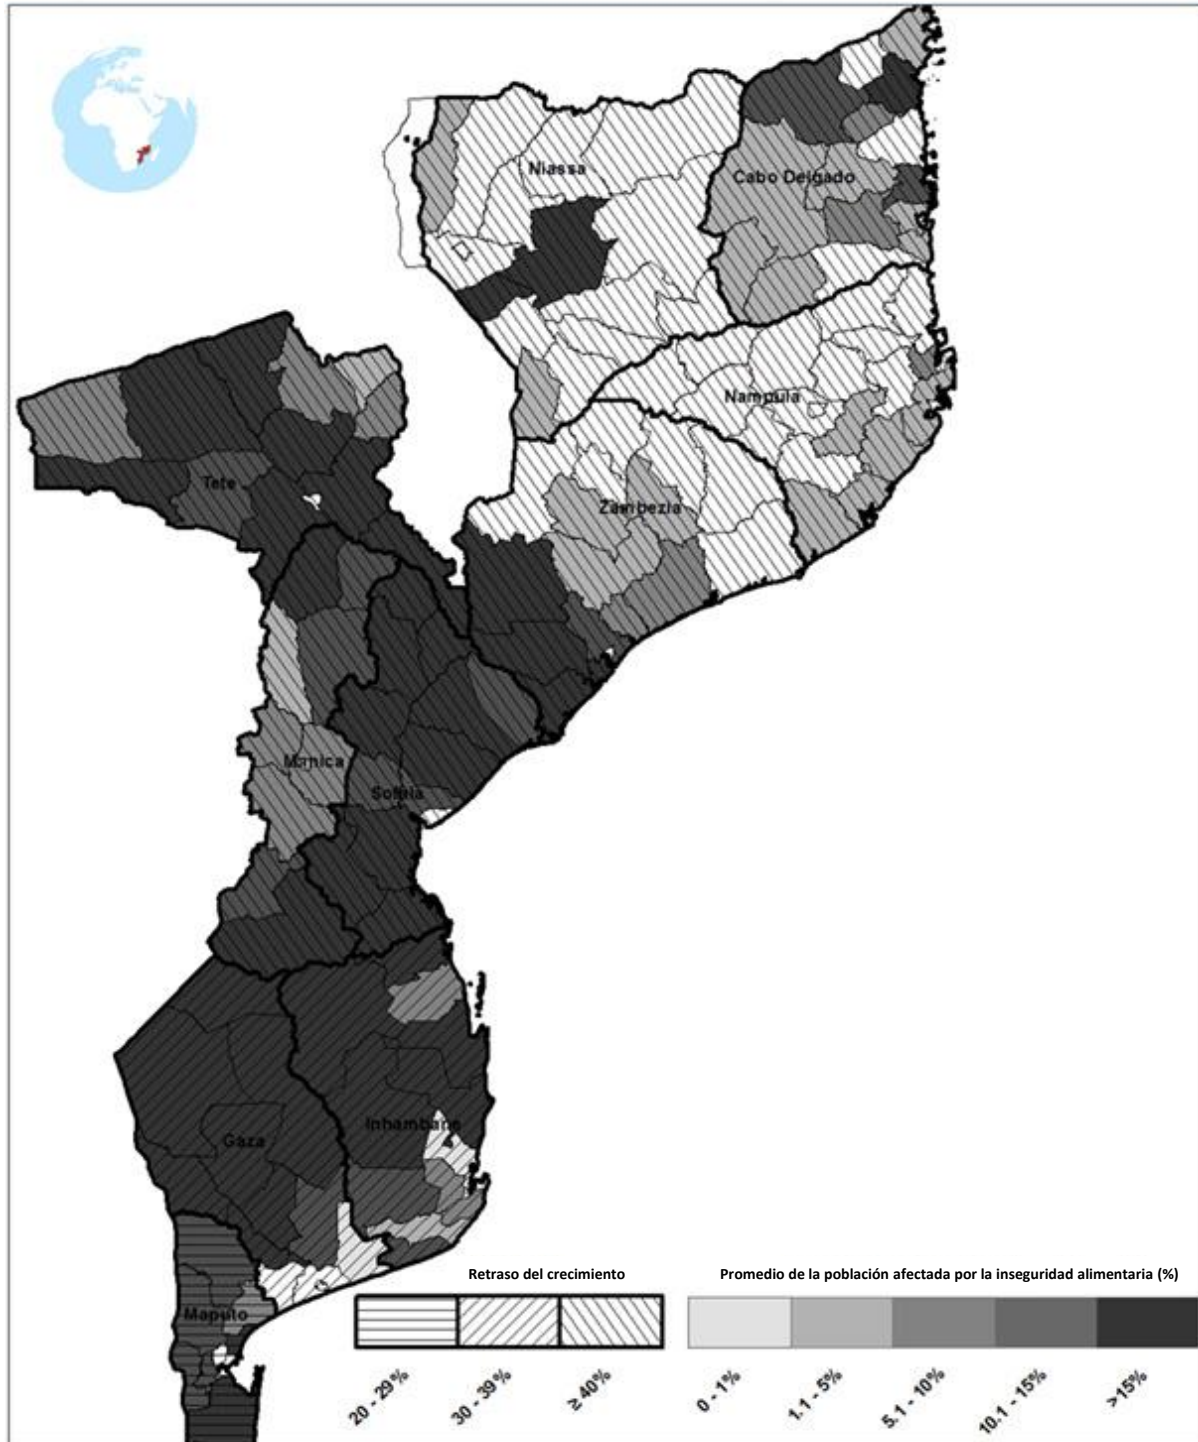 Niassa
Cabo Delgado
Nampula
Tete
Zambezia
Manica
Sofala
Inhambane
Gaza
Maputo
Retraso del crecimiento
Promedio de la población afectada por la inseguridad alimentaria (%)
20 - 29%
30 - 39%
≥ 40%
0 - 1%
1.1 - 5%
5.1 - 10%
10.1 - 15%
>15%